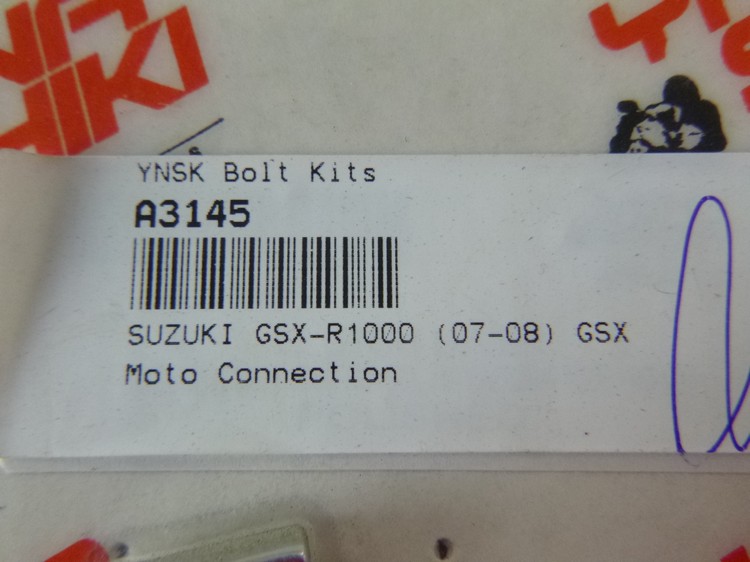 YNSK Bolt Kits
A3145
SUZUKI GSX-R1000 (07-08) GSX
Moto Connection